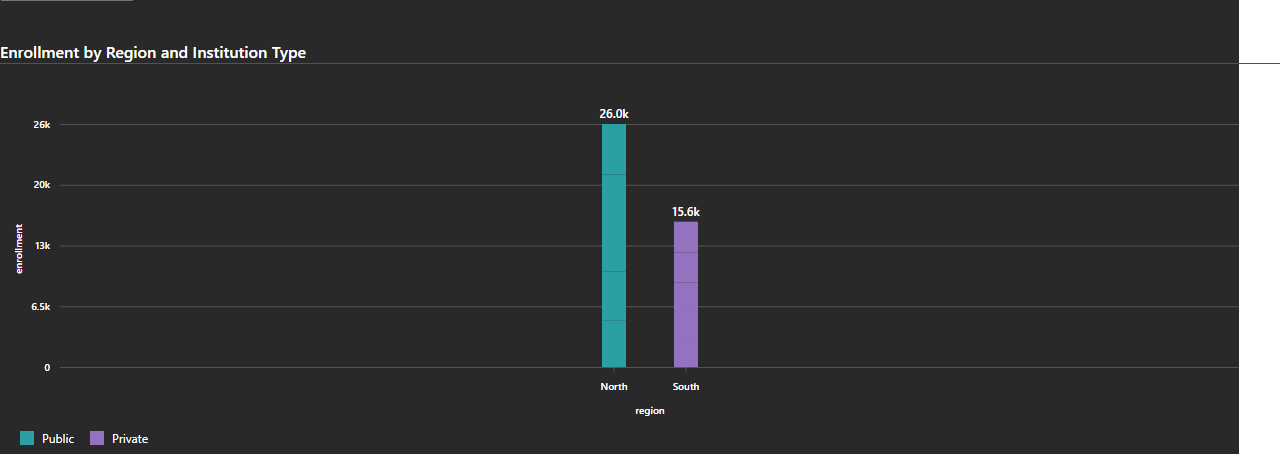 Enrollment by Region and Institution Type
26.0k
26k
20k
15.6k
13k
6.5k
0
enrollment
North
South
region
Public
Private